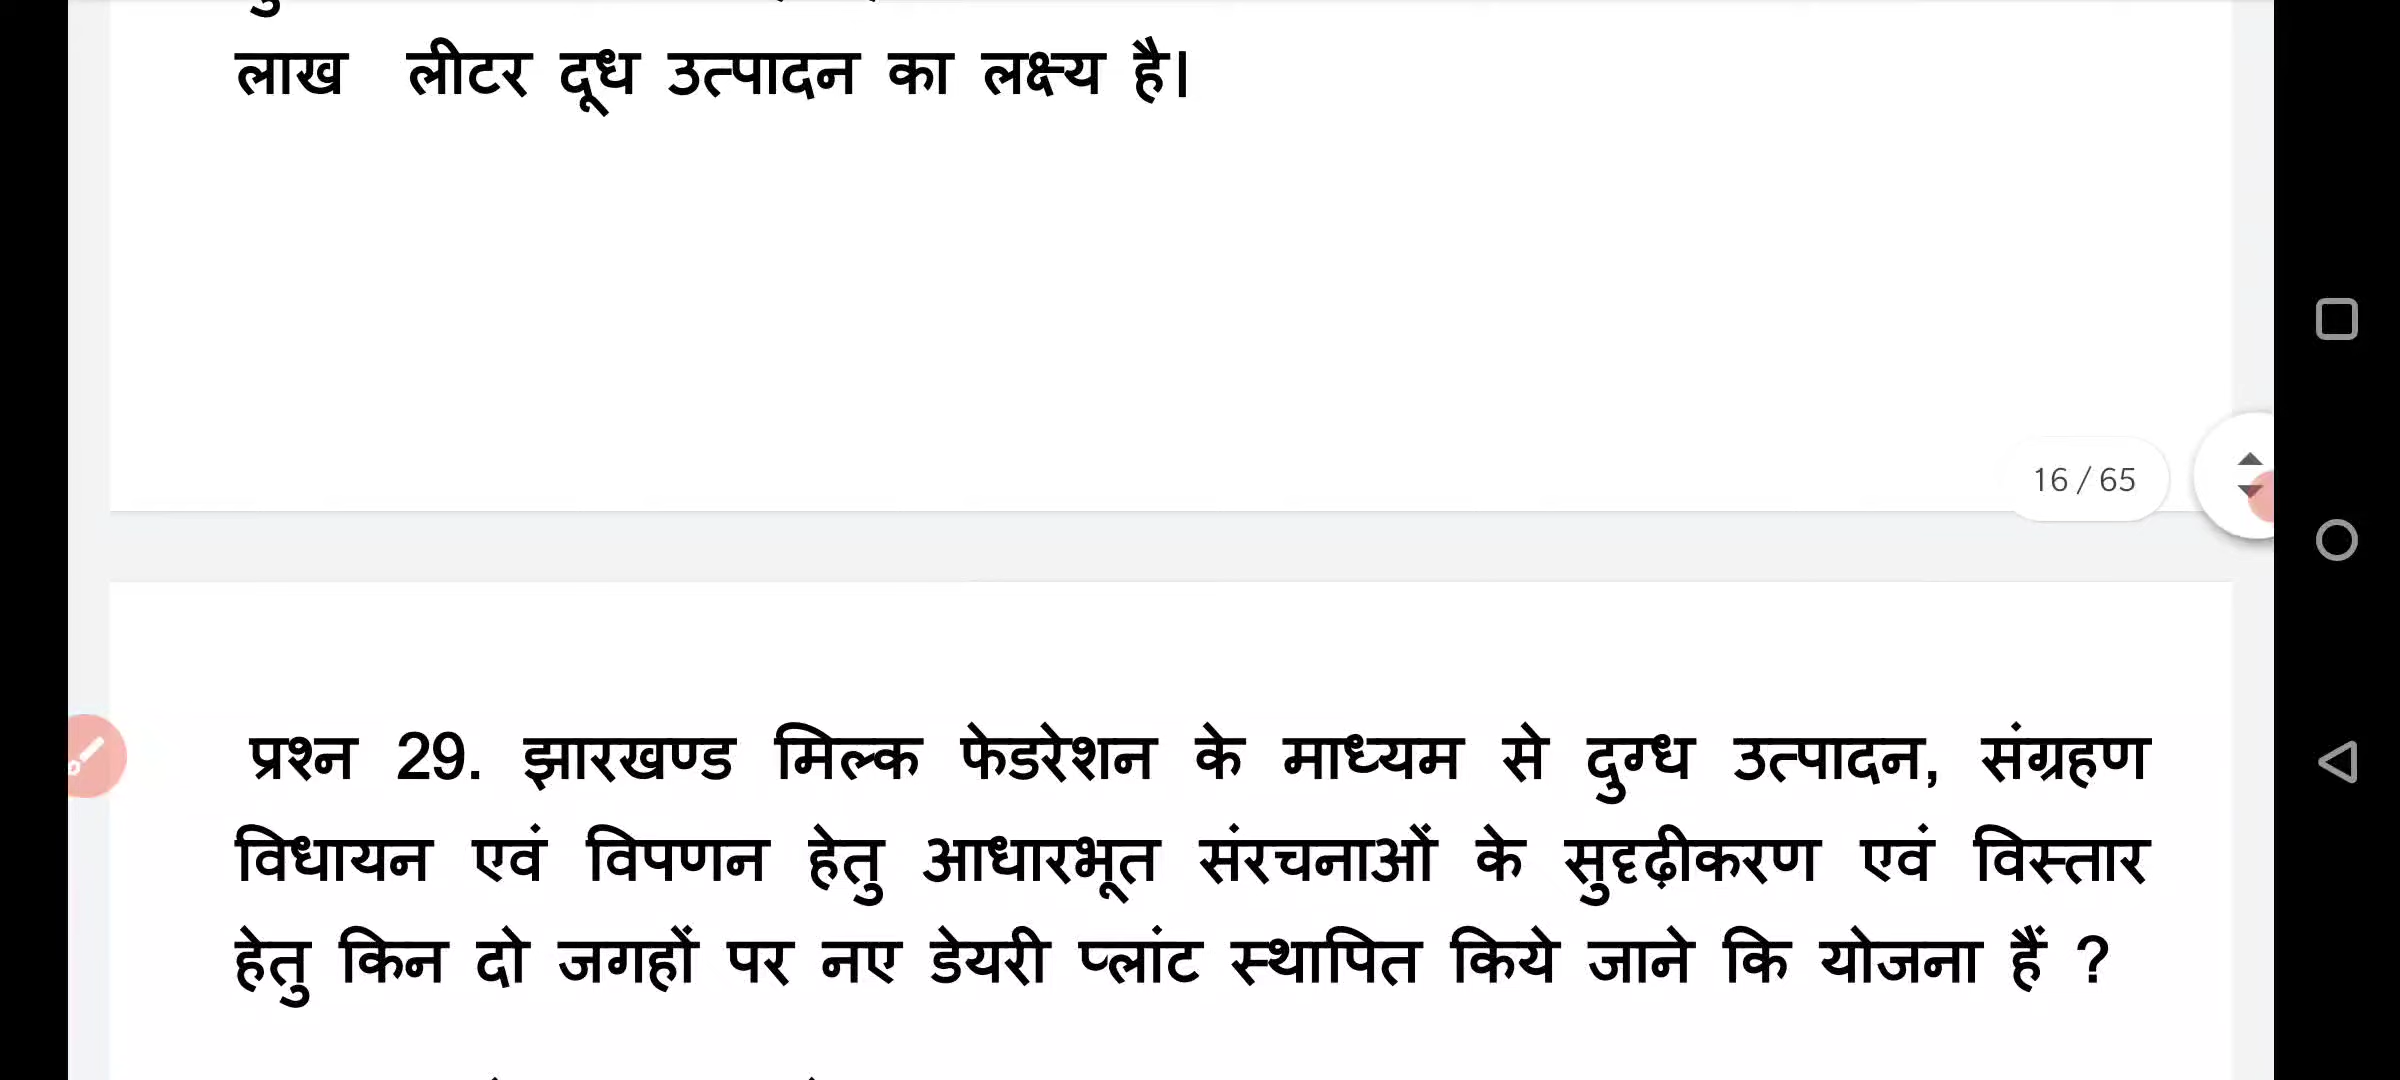 लाख लीटर दूध उत्पादन का लक्ष्य है।
16 / 65
प्रश्न 29. झारखण्ड मिल्क फेडरेशन के माध्यम से दुग्ध उत्पादन, संग्रहण
विधायन एवं विपणन हेतु आधारभूत संरचनाओं के सुदृढ़ीकरण एवं विस्तार
हेतु किन दो जगहों पर नए डेयरी प्लांट स्थापित किये जाने कि योजना हैं ?